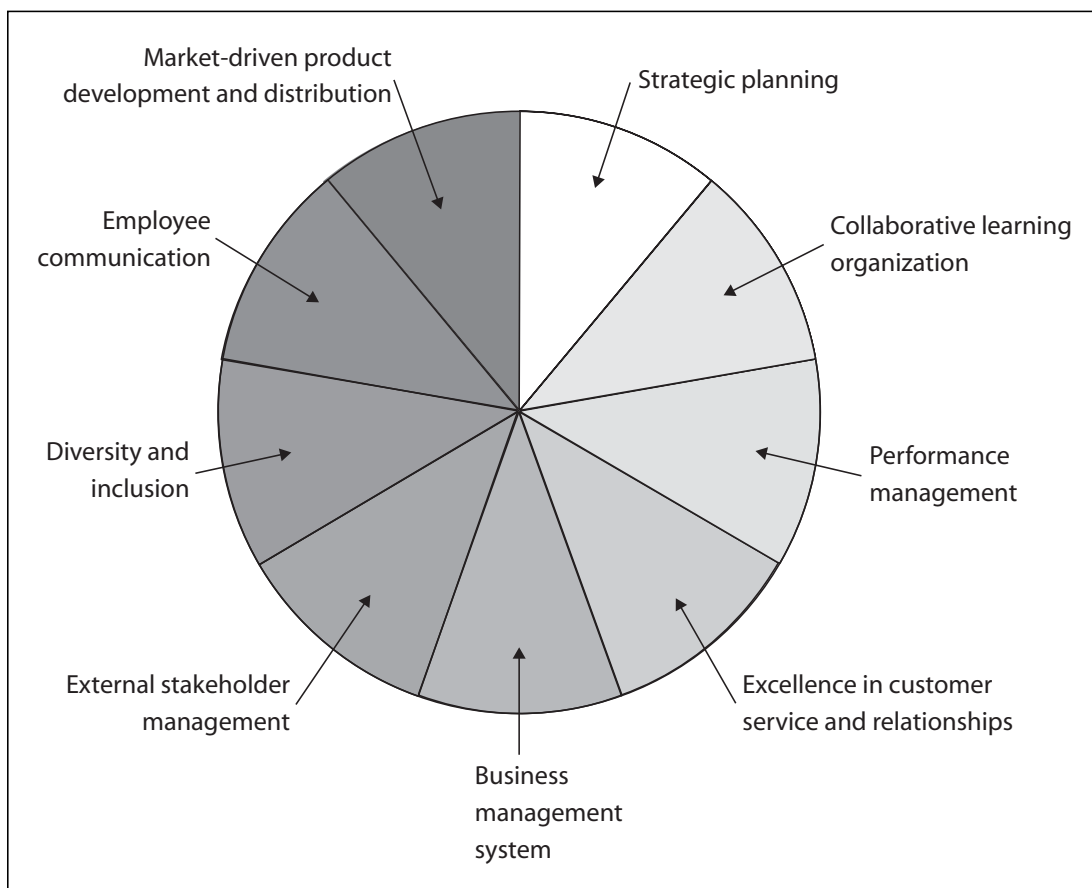 Market-driven product
development and distribution
Strategic planning
Collaborative learning
organization
Performance
management
Excellence in customer
service and relationships
Business
management
system
External stakeholder
management
Diversity and
inclusion
Employee
communication